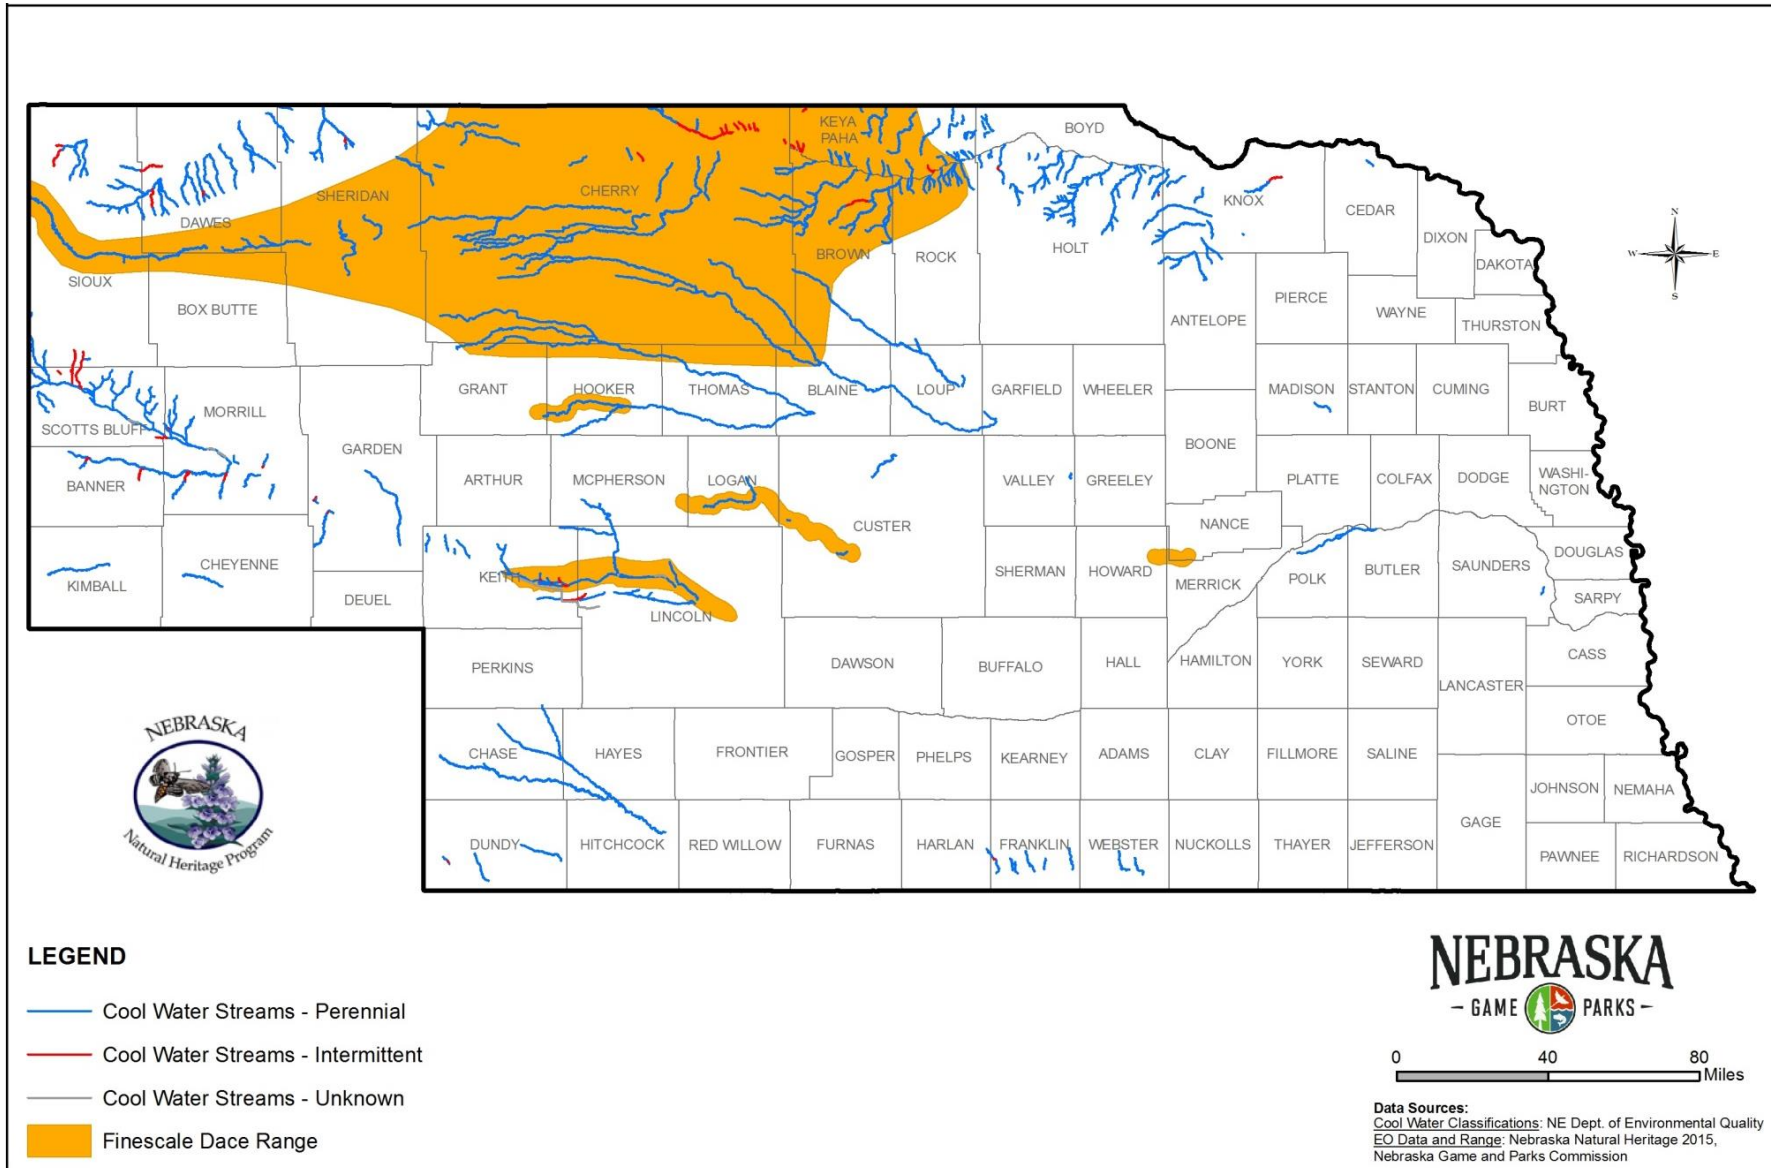 BOYD
KEYA
PAHA
CHERRY
SHERIDAN
DAWES
KNOX
CEDAR
DIXON
DAKOTA
N
W
E
S
SIOUX
BROWN
ROCK
HOLT
BOX BUTTE
ANTELOPE
PIERCE
WAYNE
THURSTON
GRANT
HOOKER
THOMAS
BLAINE
LOUP
GARFIELD
WHEELER
MADISON
STANTON
CUMING
BURT
SCOTTS BLUFF
MORRILL
GARDEN
BOONE
BANNER
ARTHUR
MCPHERSON
LOGAN
CUSTER
VALLEY
GREELEY
PLATTE
COLFAX
DODGE
WASHI-
NGTON
NANCE
KIMBALL
CHEYENNE
DEUEL
KEITH
LINCOLN
SHERMAN
HOWARD
MERRICK
POLK
BUTLER
SAUNDERS
DOUGLAS
SARPY
PERKINS
DAWSON
BUFFALO
HALL
HAMILTON
YORK
SEWARD
LANCASTER
CASS
OTOE
CHASE
HAYES
FRONTIER
GOSPER
PHELPS
KEARNEY
ADAMS
CLAY
FILLMORE
SALINE
JOHNSON
NEMAHA
DUNDY
HITCHCOCK
RED WILLOW
FURNAS
HARLAN
FRANKLIN
WEBSTER
NUCKOLLS
THAYER
JEFFERSON
GAGE
PAWNEE
RICHARDSON
NEBRASKA
Natural Heritage Program
LEGEND
Cool Water Streams - Perennial
Cool Water Streams - Intermittent
Cool Water Streams - Unknown
Finescale Dace Range
NEBRASKA
- GAME PARKS -
0 40 80
Miles
Data Sources:
Cool Water Classifications: NE Dept. of Environmental Quality
EO Data and Range: Nebraska Natural Heritage 2015,
Nebraska Game and Parks Commission